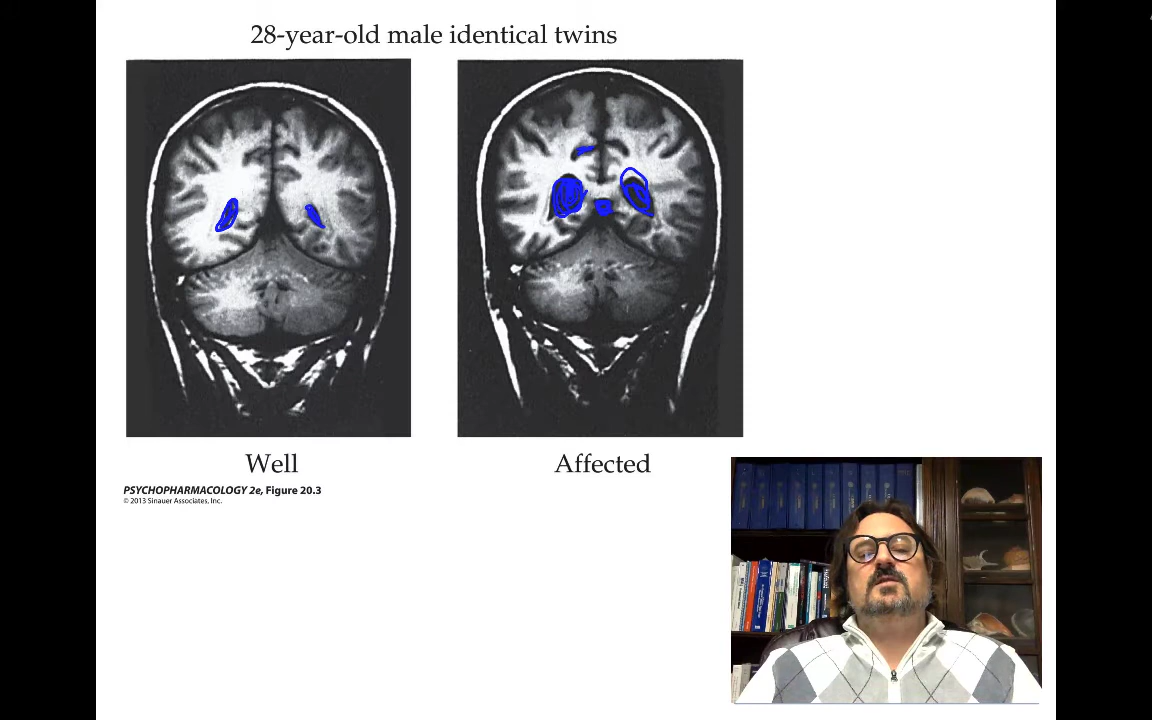 28-year-old male identical twins
Well
Affected
PSYCHOPHARMACOLOGY 2e, Figure 20.3
© 2013 Sinauer Associates, Inc.